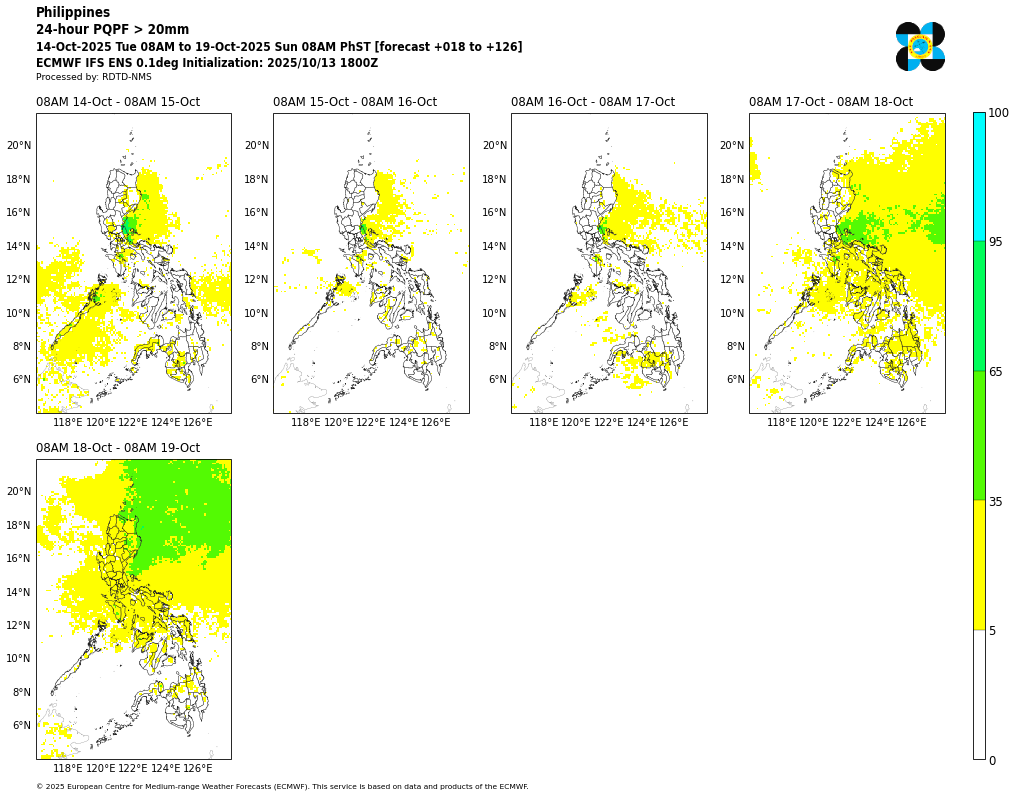 Philippines
24-hour PQPF > 20mm
14-Oct-2025 Tue 08AM to 19-Oct-2025 Sun 08AM PhST [forecast +018 to +126]
ECMWF IFS ENS 0.1deg Initialization: 2025/10/13 1800Z
Processed by: RDTD-NMS
08AM 14-Oct - 08AM 15-Oct
08AM 15-Oct - 08AM 16-Oct
08AM 16-Oct - 08AM 17-Oct
08AM 17-Oct - 08AM 18-Oct
20°N
18°N
16°N
14°N
12°N
10°N
8°N
6°N
118°E 120°E 122°E 124°E 126°E
20°N
18°N
16°N
14°N
12°N
10°N
8°N
6°N
118°E 120°E 122°E 124°E 126°E
20°N
18°N
16°N
14°N
12°N
10°N
8°N
6°N
118°E 120°E 122°E 124°E 126°E
20°N
18°N
16°N
14°N
12°N
10°N
8°N
6°N
118°E 120°E 122°E 124°E 126°E
100
95
65
35
5
0
08AM 18-Oct - 08AM 19-Oct
20°N
18°N
16°N
14°N
12°N
10°N
8°N
6°N
118°E 120°E 122°E 124°E 126°E
© 2025 European Centre for Medium-range Weather Forecasts (ECMWF). This service is based on data and products of the ECMWF.